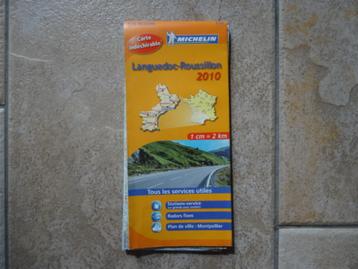 Carte
indéchirable
MICHELIN
Languedoc-Roussillon
2010
1 cm = 2 km
Tous les services utiles
Stations-service
Radars fixes
Plan de ville : Montpellier